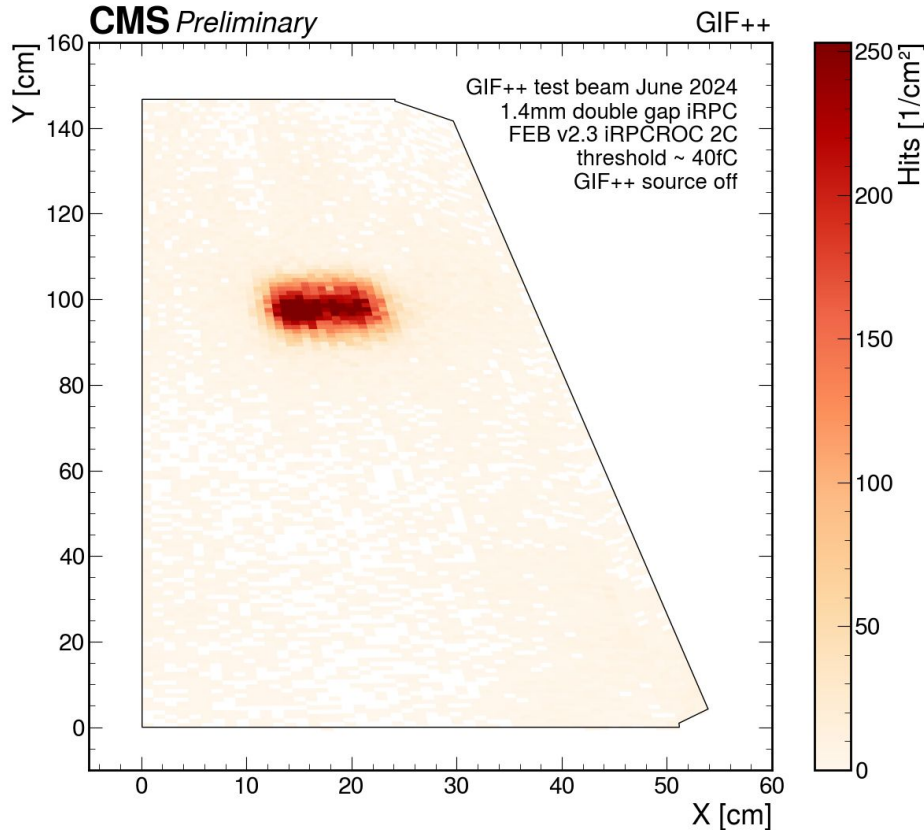 CMS Preliminary GIF++
GIF++ test beam June 2024
1.4mm double gap iRPC
FEB v2.3 iRPCROC 2C
threshold ~ 40fC
GIF++ source off
Y [cm]
160
140
120
100
80
60
40
20
0
0 10 20 30 40 50 60
X [cm]
250
200
150
100
50
0
Hits [1/cm²]